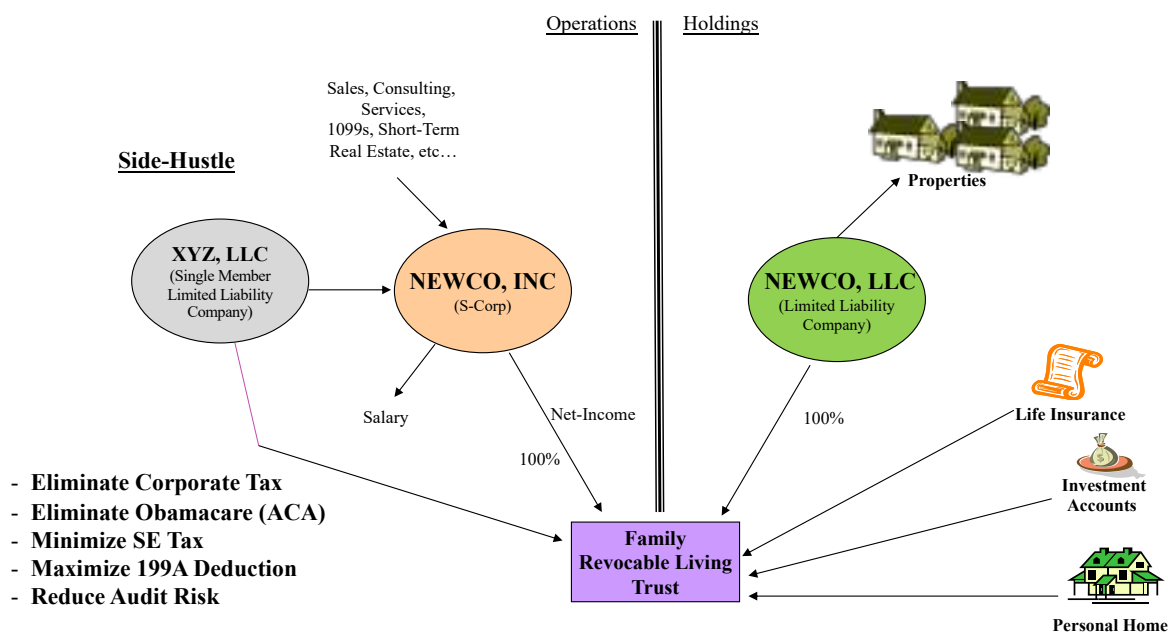 Operations
Holdings
Sales, Consulting,
Services,
1099s, Short-Term
Real Estate, etc…
Side-Hustle
Properties
XYZ, LLC
(Single Member
Limited Liability
Company)
NEWCO, INC
(S-Corp)
NEWCO, LLC
(Limited Liability
Company)
Salary
Net-Income
100%
100%
Life Insurance
Investment
Accounts
- Eliminate Corporate Tax
- Eliminate Obamacare (ACA)
- Minimize SE Tax
- Maximize 199A Deduction
- Reduce Audit Risk
Family
Revocable Living
Trust
Personal Home
$